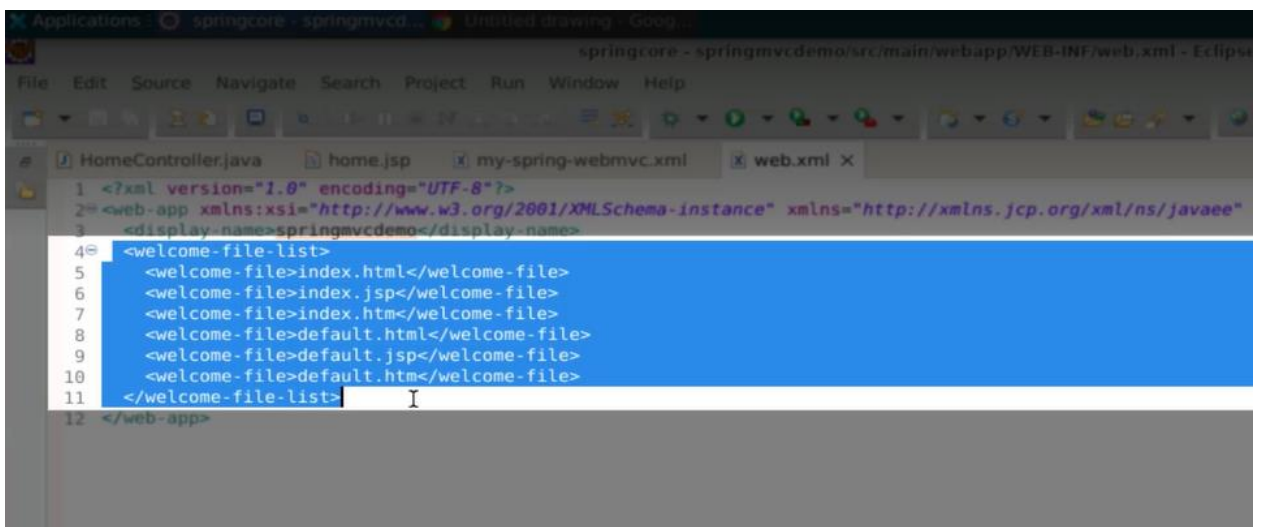 Applications : springcore - springmvcd... Untitled drawing - Goog...
springcore - springmvcdemo/src/main/webapp/WEB-INF/web.xml - Eclipse
File Edit Source Navigate Search Project Run Window Help
HomeController.java home.jsp my-spring-webmvc.xml web.xml
1 <?xml version="1.0" encoding="UTF-8"?>
2 <web-app xmlns:xsi="http://www.w3.org/2001/XMLSchema-instance" xmlns="http://xmlns.jcp.org/xml/ns/javaee"
3 <display-name>springmvcdemo</display-name>
4 <welcome-file-list>
5 <welcome-file>index.html</welcome-file>
6 <welcome-file>index.jsp</welcome-file>
7 <welcome-file>index.htm</welcome-file>
8 <welcome-file>default.html</welcome-file>
9 <welcome-file>default.jsp</welcome-file>
10 <welcome-file>default.htm</welcome-file>
11 </welcome-file-list>
12 </web-app>